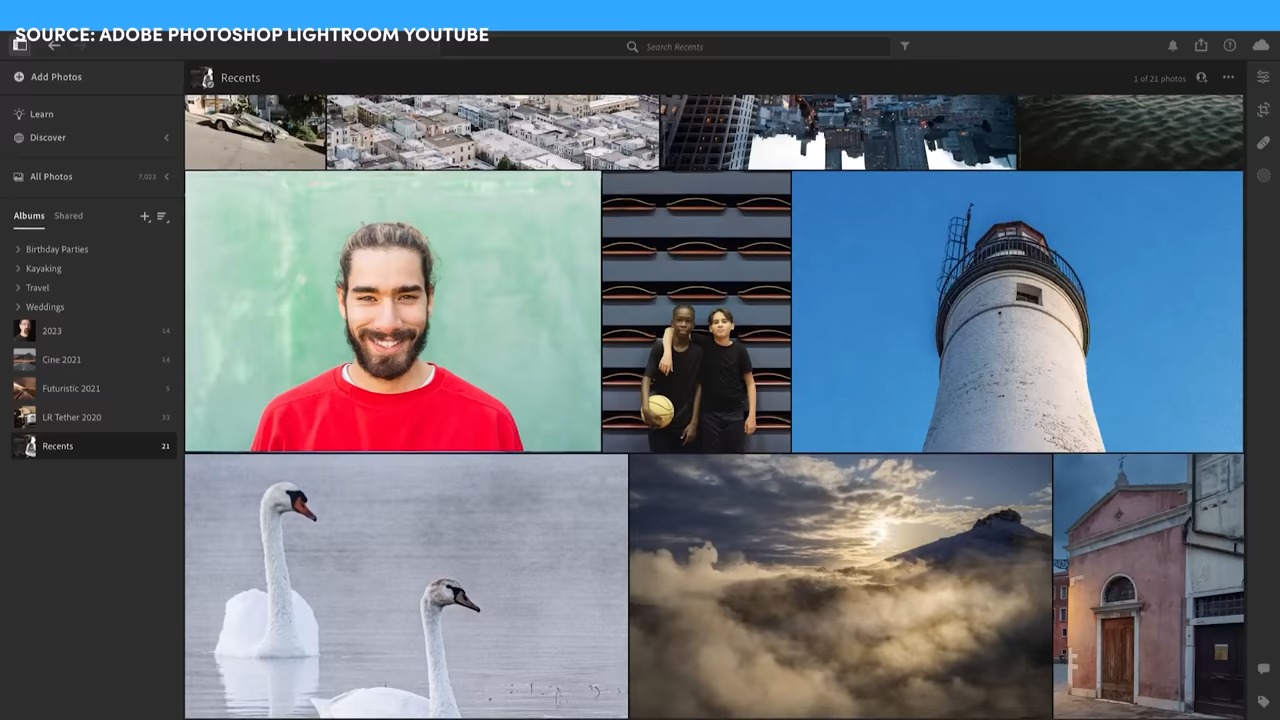 SOURCE: ADOBE PHOTOSHOP LIGHTROOM YOUTUBE
Search Recents
Add Photos
Recents
1 of 21 photos
Learn
Discover
All Photos 7,023
Albums Shared
Birthday Parties
Kayaking
Travel
Weddings
2023 14
Cine 2021 14
Futuristic 2021 5
LR Tether 2020 33
Recents 21